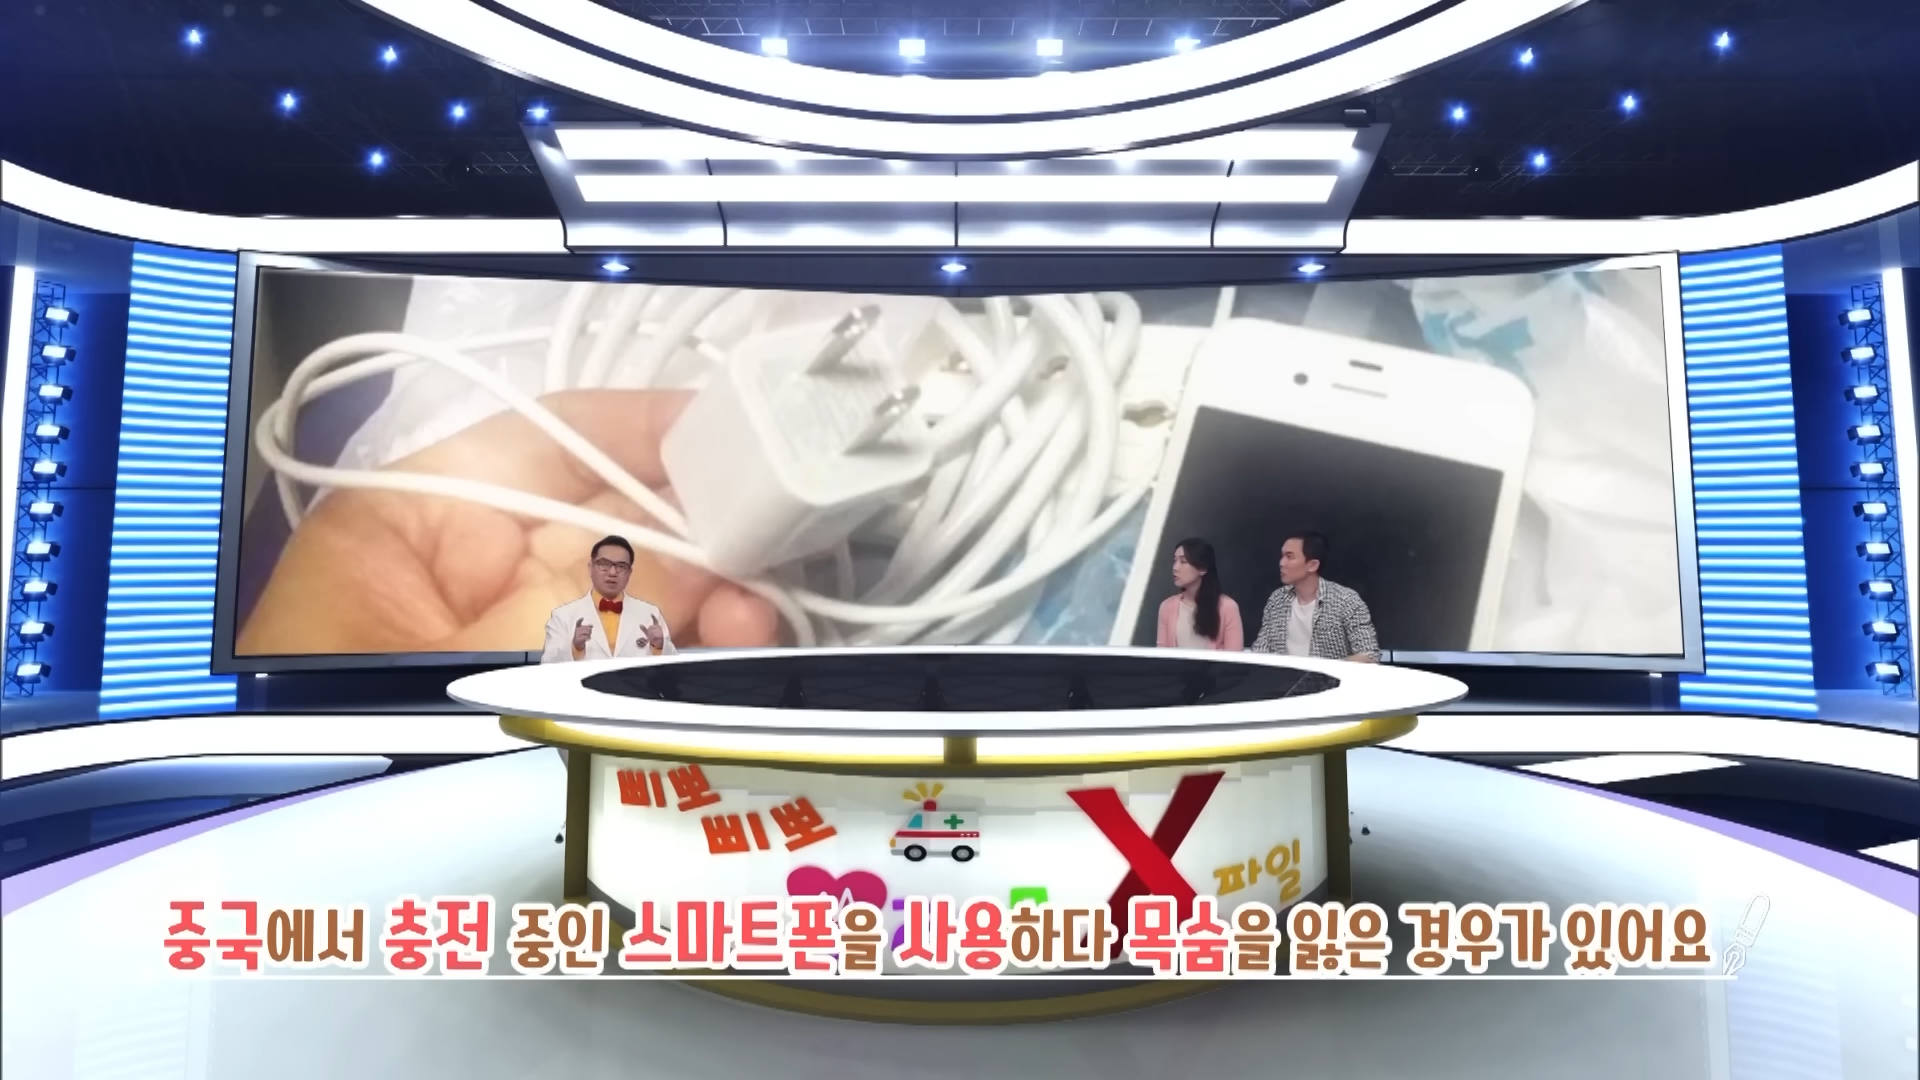 삐뽀
삐뽀
X
파일
중국에서 충전 중인 스마트폰을 사용하다 목숨을 잃은 경우가 있어요